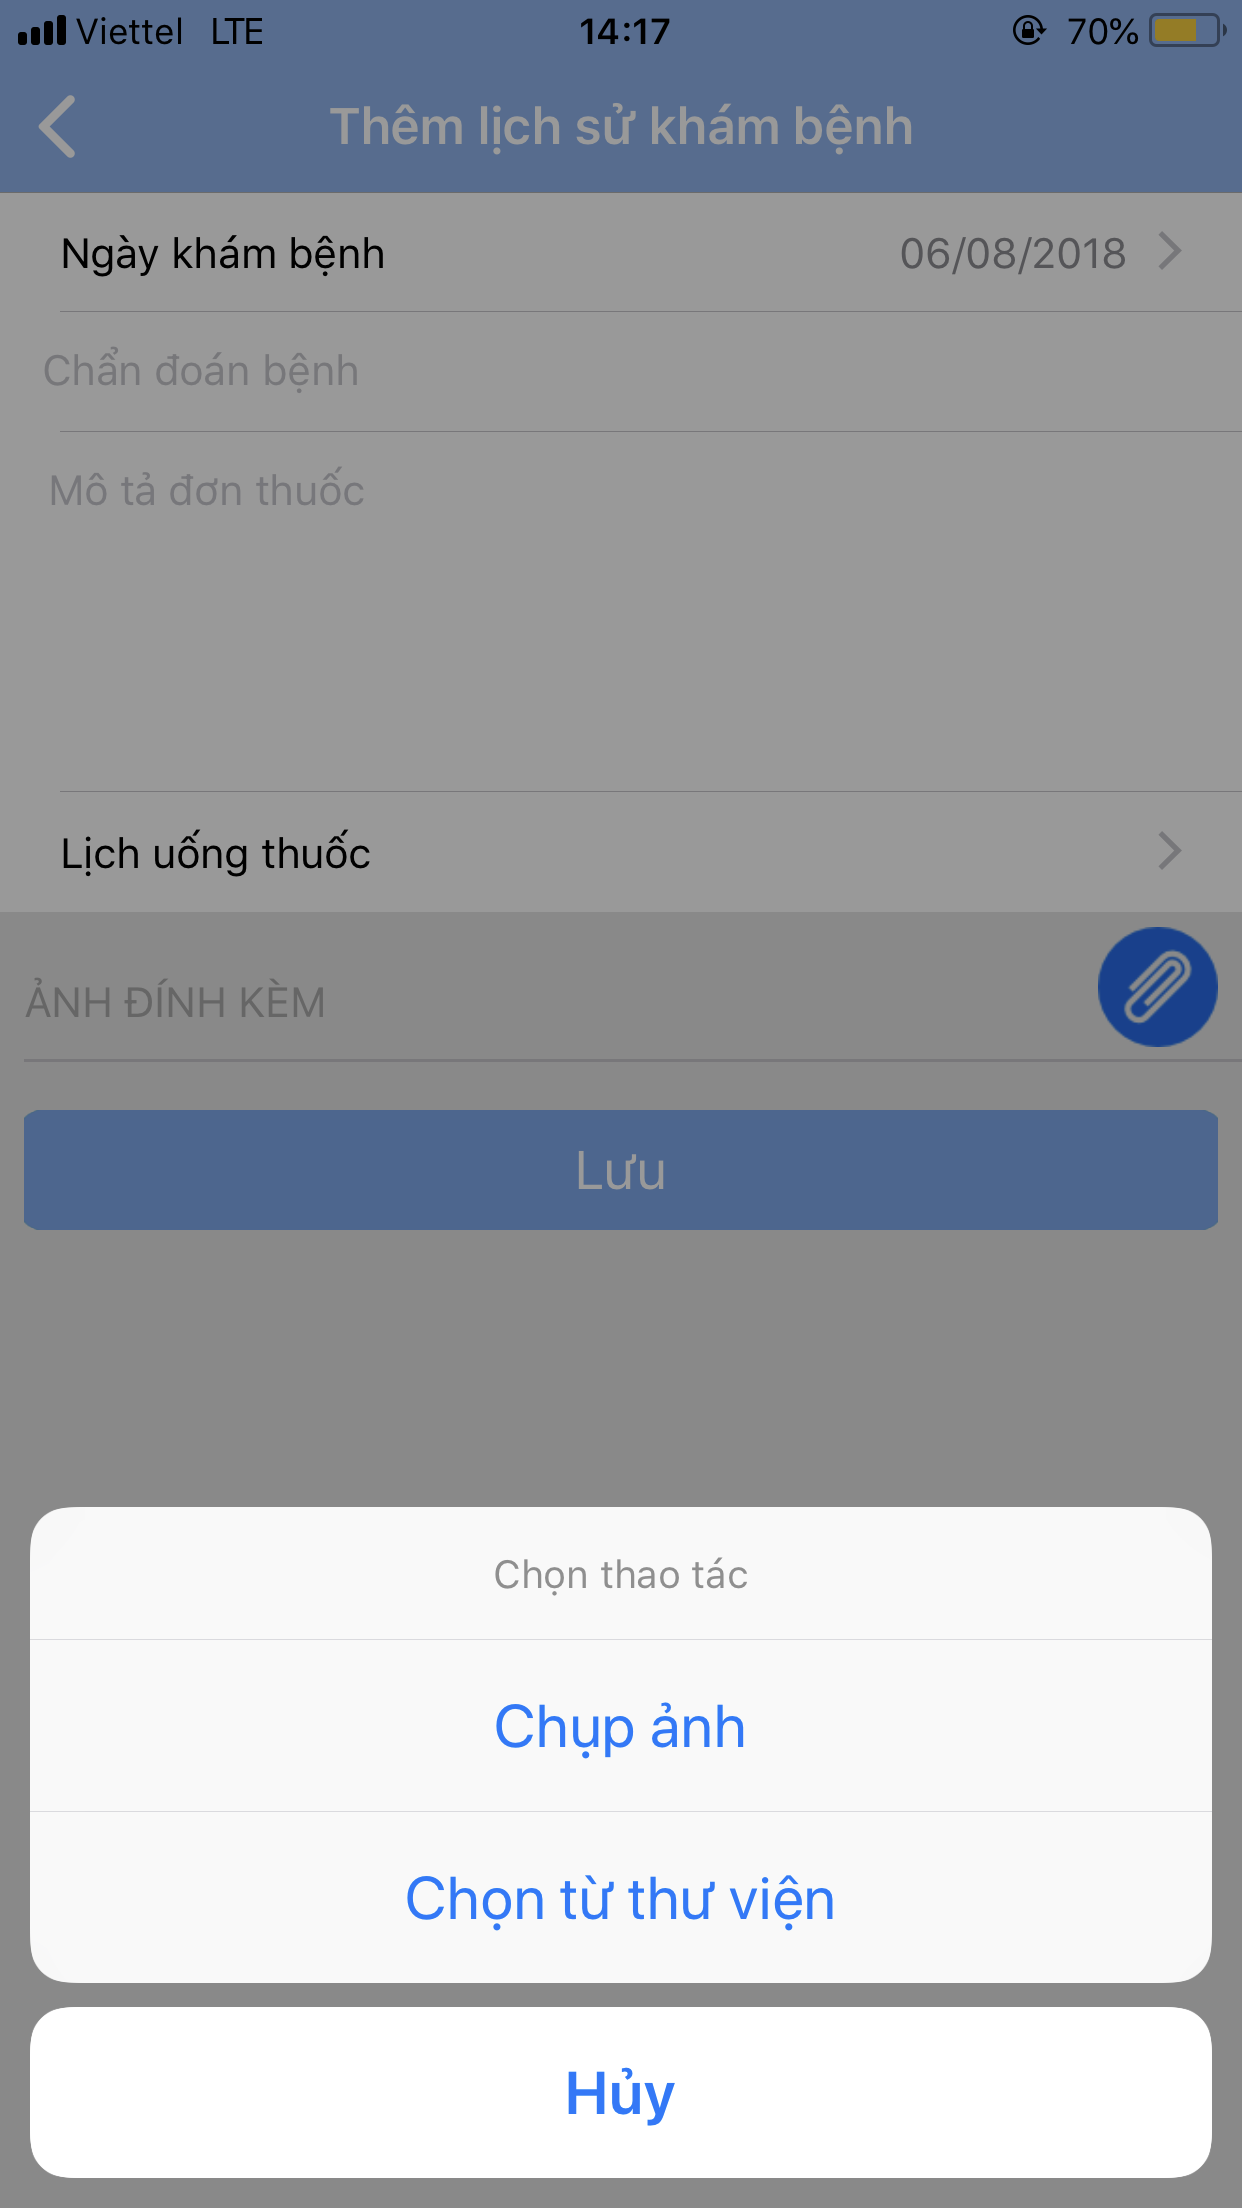 Viettel LTE 14:17 70%
Thêm lịch sử khám bệnh
Ngày khám bệnh 06/08/2018
Chẩn đoán bệnh
Mô tả đơn thuốc
Lịch uống thuốc
ẢNH ĐÍNH KÈM
Lưu
Chọn thao tác
Chụp ảnh
Chọn từ thư viện
Hủy